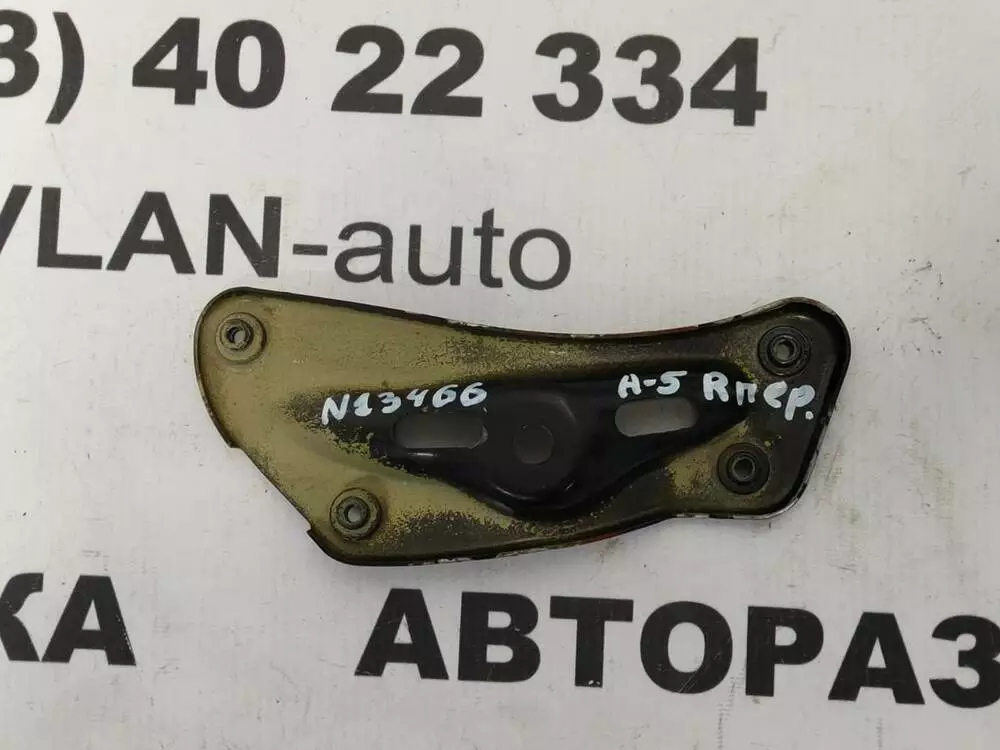 3) 40 22 334
VLAN-auto
N13466 A-5 Rпер.
КА АВТОРАЗ